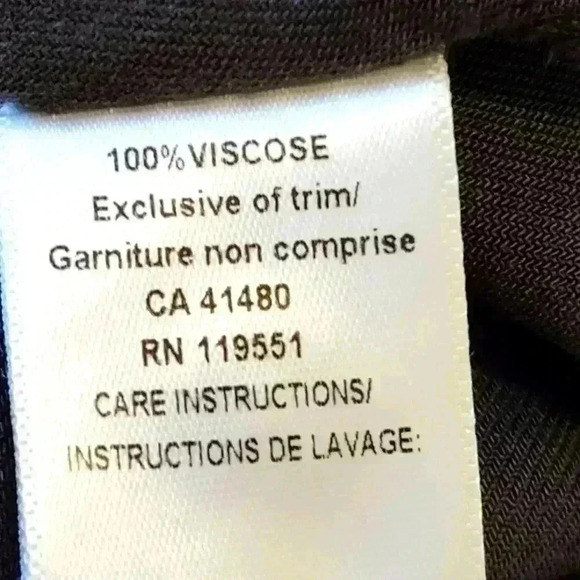 100% VISCOSE
Exclusive of trim/
Garniture non comprise
CA 41480
RN 119551
CARE INSTRUCTIONS/
INSTRUCTIONS DE LAVAGE: